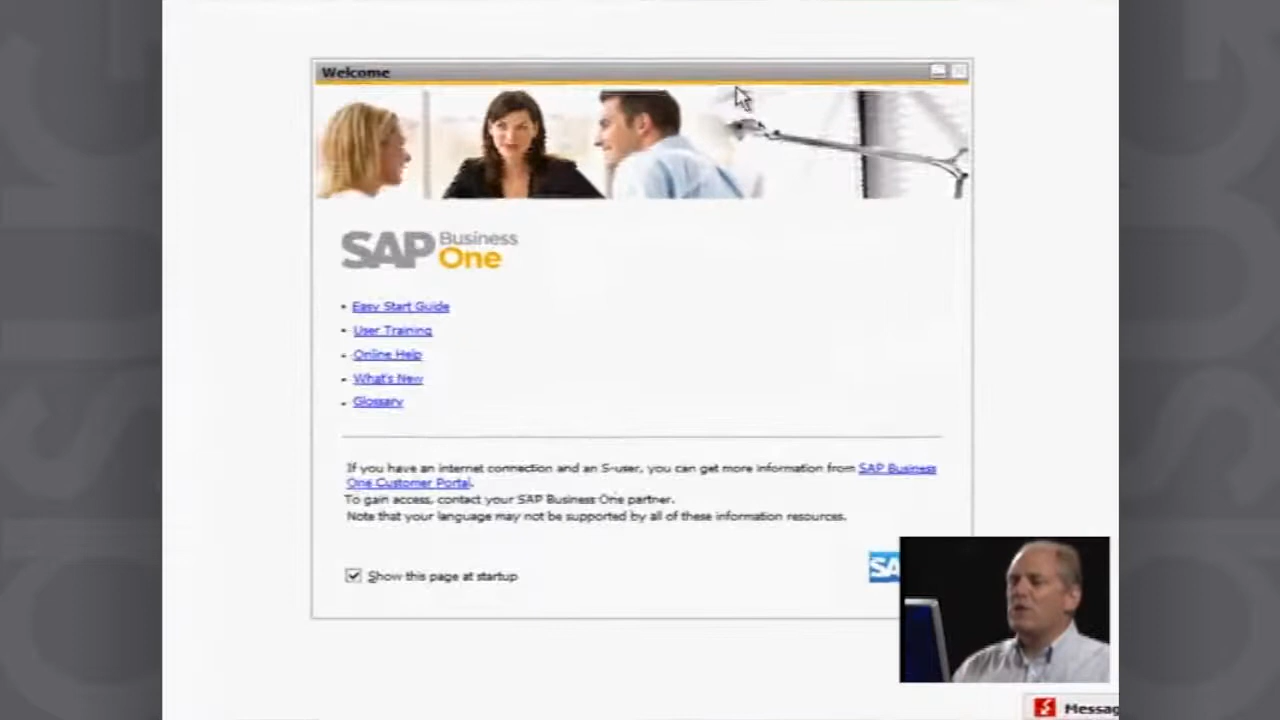 Welcome
SAP Business
One
Easy Start Guide
User Training
Online Help
What's New
Glossary
If you have an internet connection and an S-user, you can get more information from SAP Business
One Customer Portal.
To gain access, contact your SAP Business One partner.
Note that your language may not be supported by all of these information resources.
Show this page at startup
SA
Messag